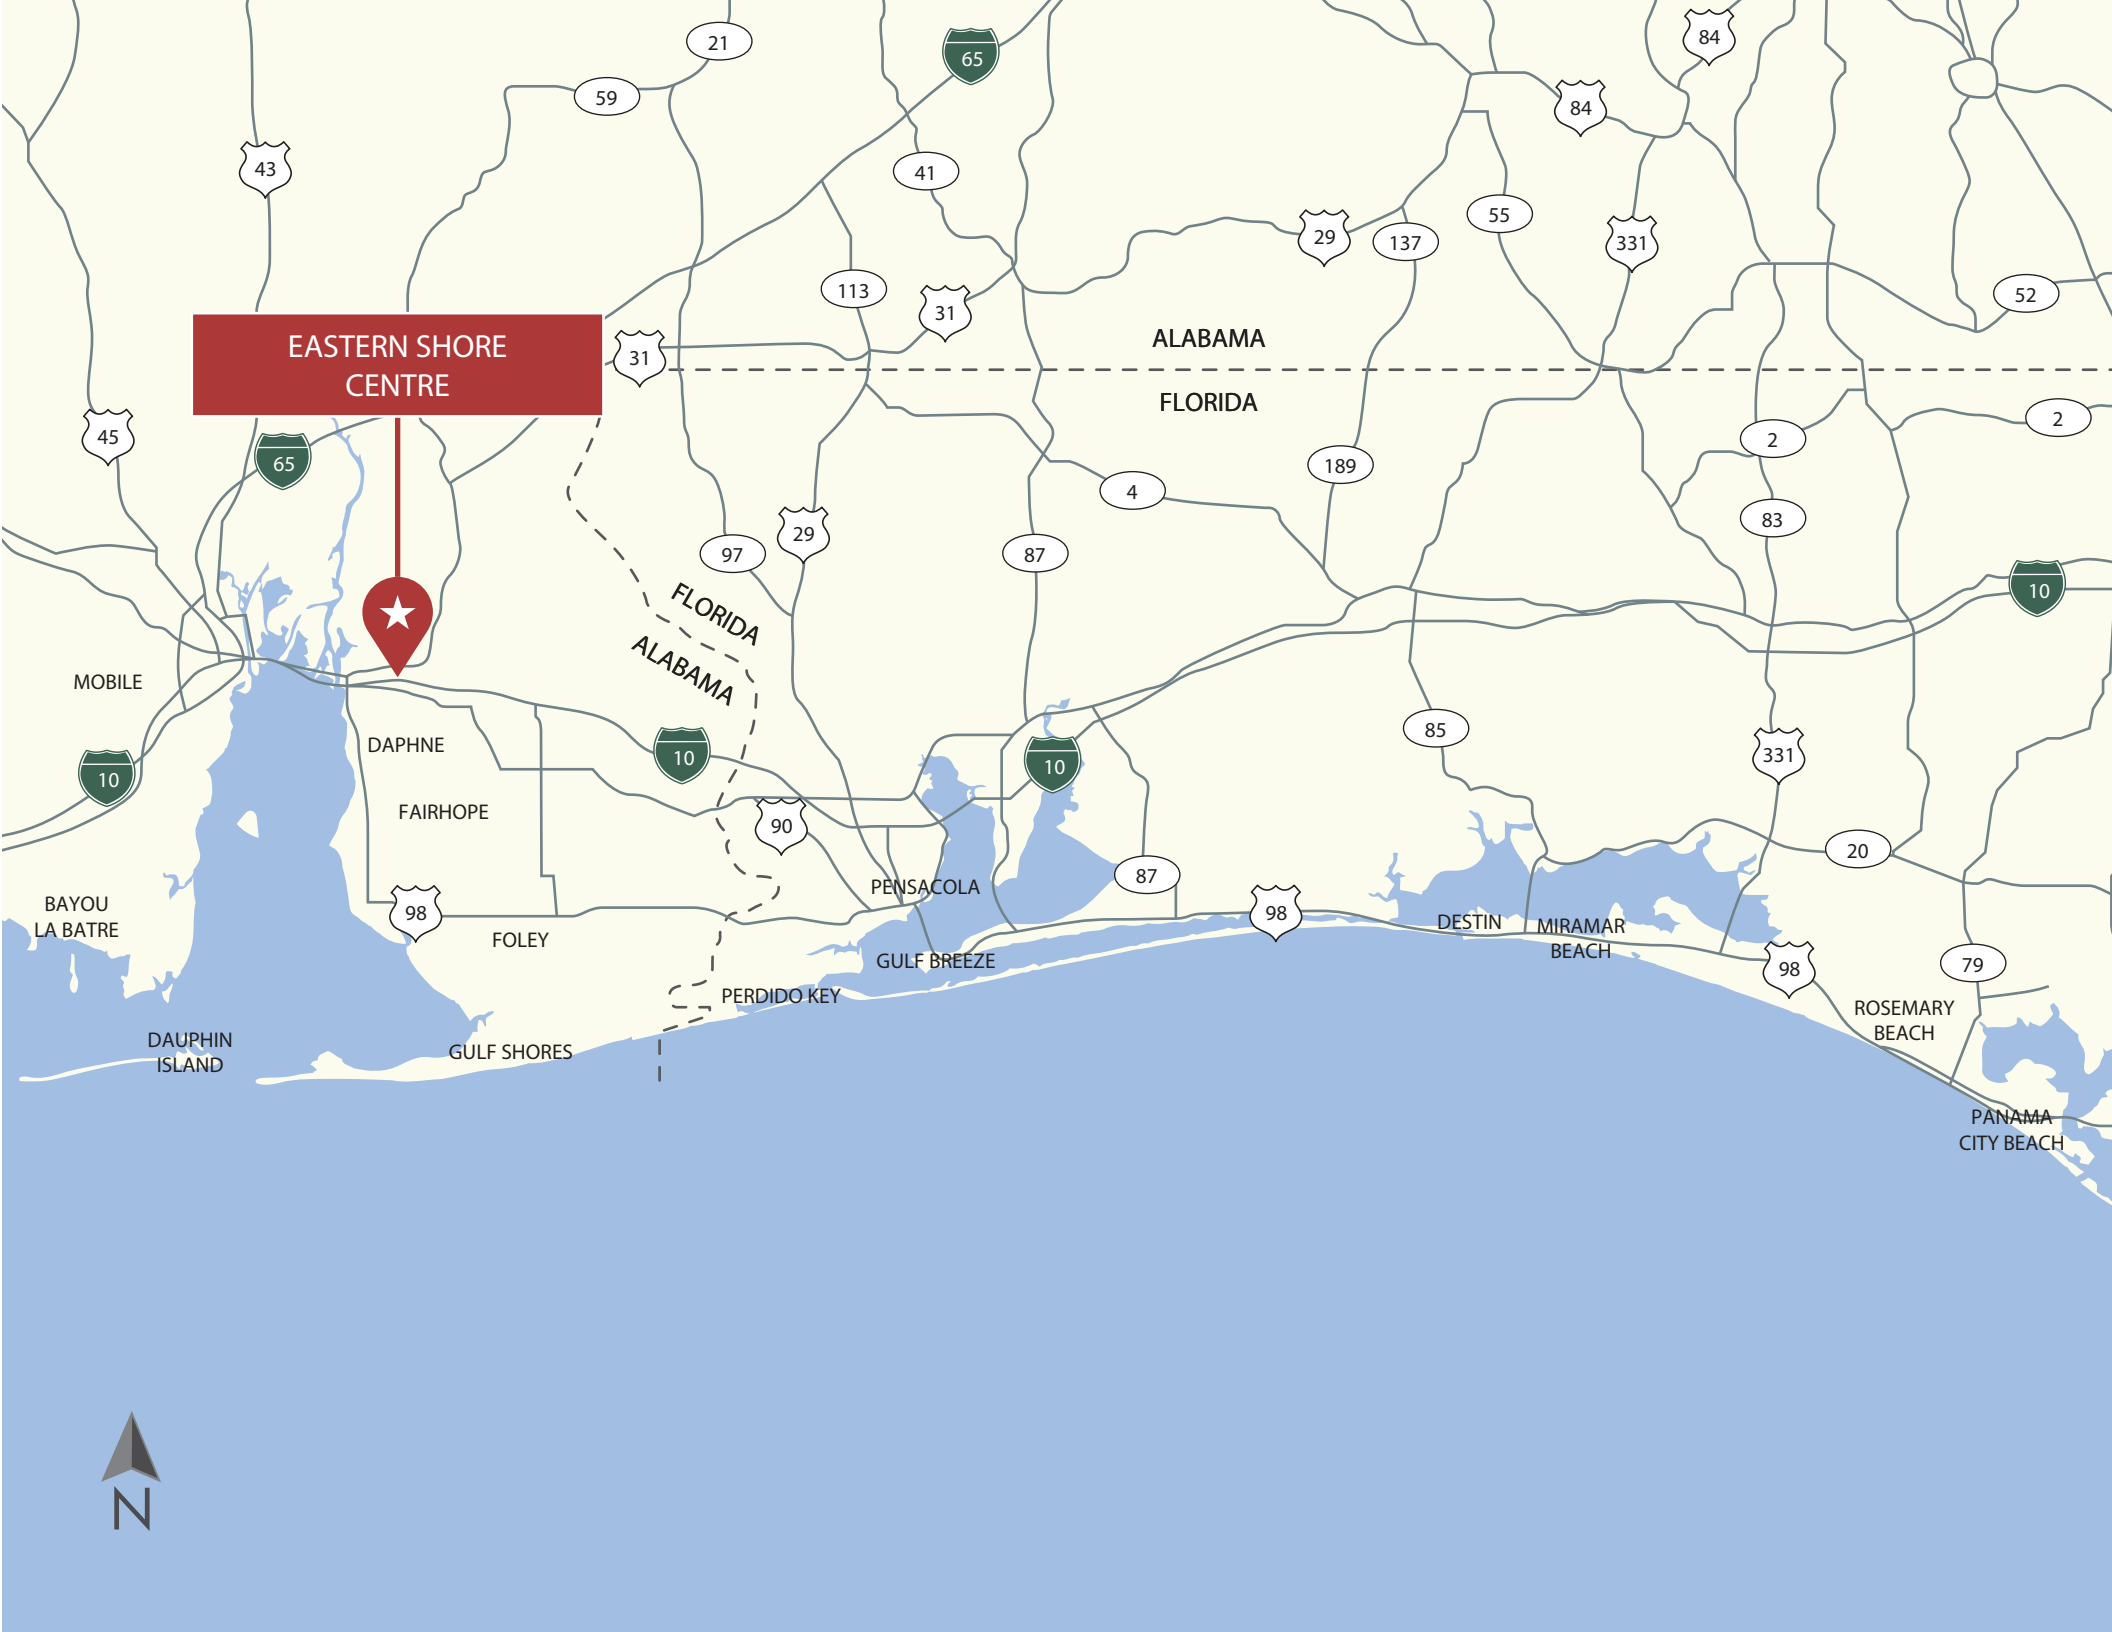 84
21
65
59
84
43
41
55
29
137
331
113
52
31
ALABAMA
EASTERN SHORE
CENTRE
31
FLORIDA
2
45
2
65
189
4
83
29
97
87
10
FLORIDA
ALABAMA
MOBILE
85
DAPHNE
10
331
10
10
FAIRHOPE
90
20
87
PENSACOLA
BAYOU
LA BATRE
98
98
DESTIN
MIRAMAR
BEACH
FOLEY
GULF BREEZE
98
79
PERDIDO KEY
ROSEMARY
BEACH
DAUPHIN
ISLAND
GULF SHORES
PANAMA
CITY BEACH
N